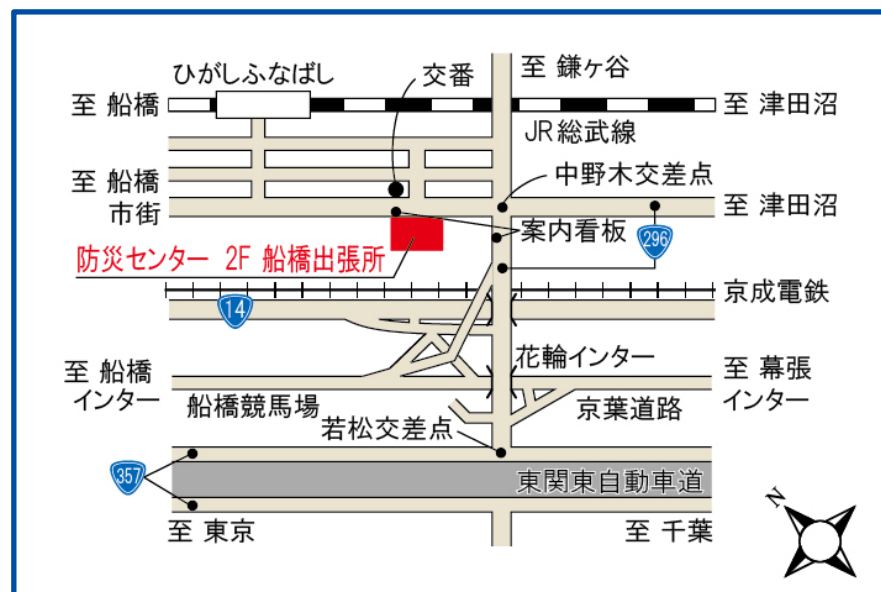 ひがしふなばし
交番
至 鎌ヶ谷
至 船橋
至 津田沼
JR総武線
至 船橋
市街
中野木交差点
至 津田沼
案内看板
296
防災センター 2F 船橋出張所
京成電鉄
14
花輪インター
至 船橋
インター
至 幕張
インター
船橋競馬場
京葉道路
若松交差点
357
東関東自動車道
至 東京
至 千葉
N